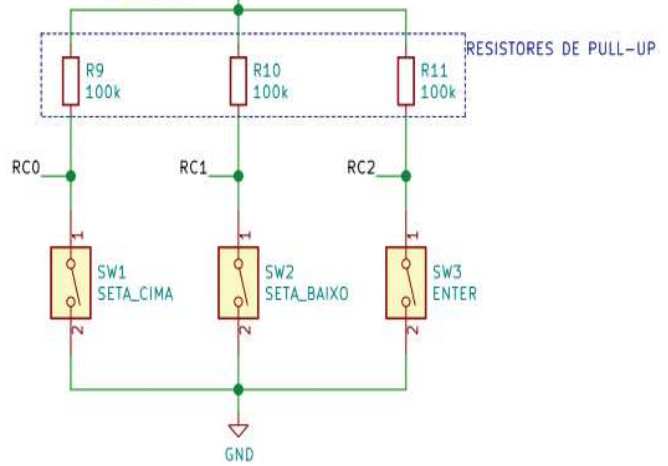 RESISTORES DE PULL-UP
R9
100k
R10
100k
R11
100k
RC0
RC1
RC2
1
1
1
SW1
SETA_CIMA
SW2
SETA_BAIXO
SW3
ENTER
2
2
2
GND